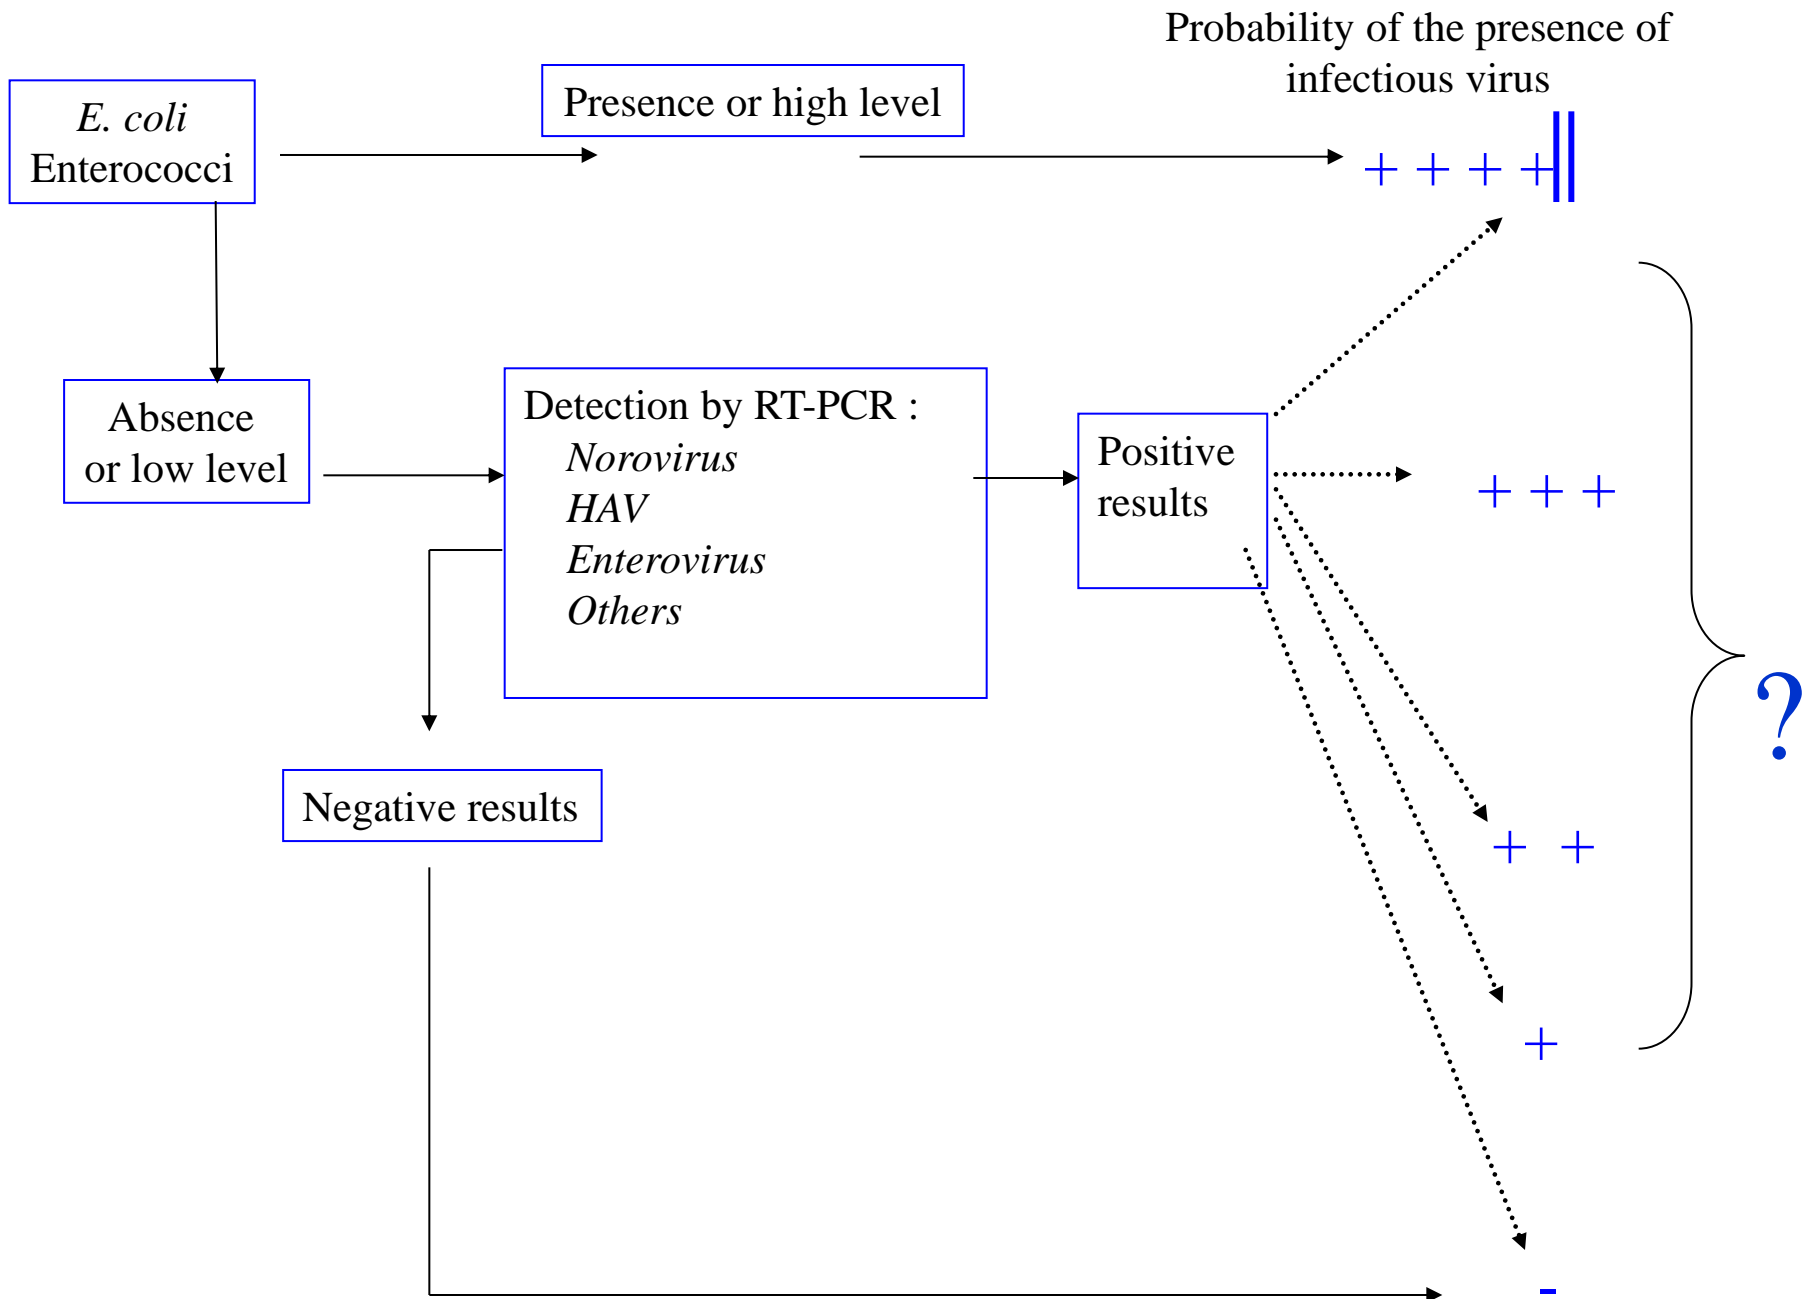 Probability of the presence of
infectious virus
E. coli
Enterococci
Presence or high level
+ + + +
Absence
or low level
Detection by RT-PCR :
Norovirus
HAV
Enterovirus
Others
Positive
results
+ + +
?
Negative results
+ +
+
-